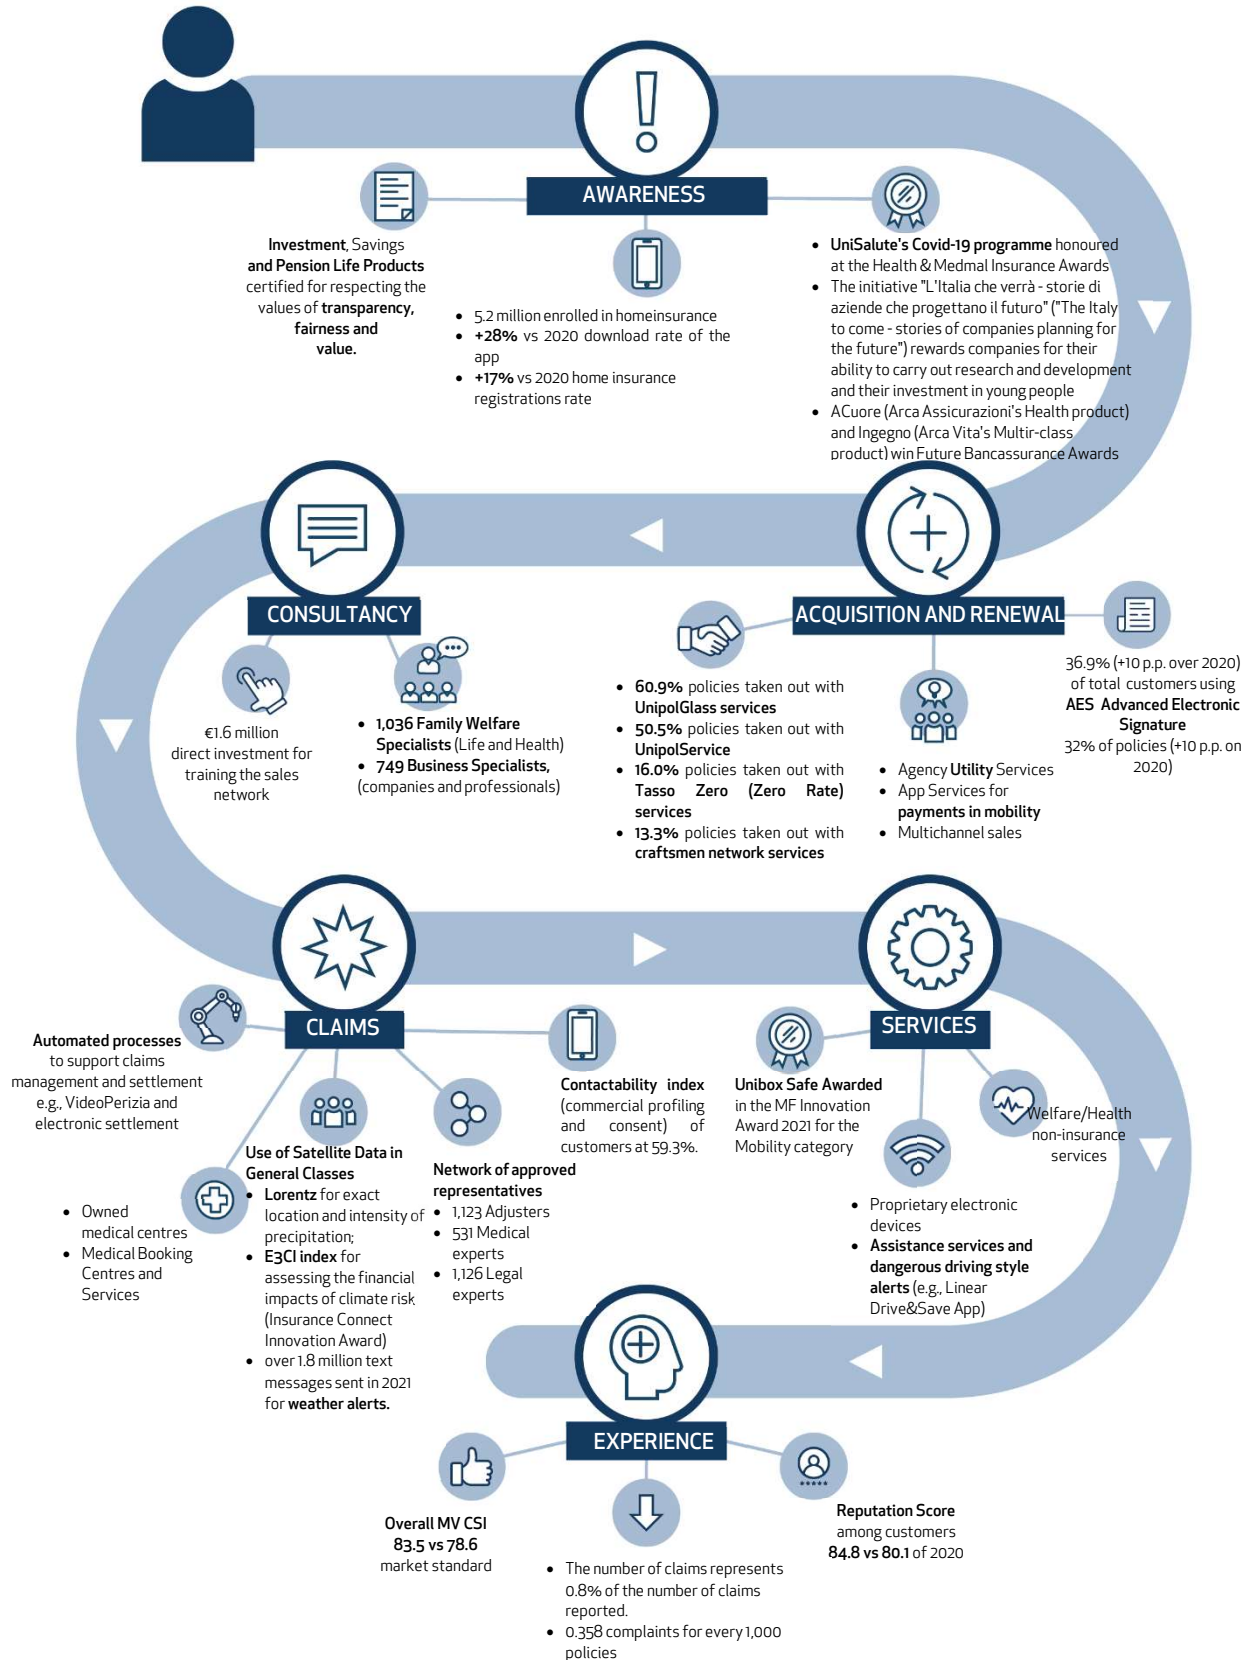 AWARENESS
Investment, Savings
and Pension Life Products
certified for respecting the
values of transparency,
fairness and
value.
• 5.2 million enrolled in homeinsurance
• +28% vs 2020 download rate of the
app
• +17% vs 2020 home insurance
registrations rate
• UniSalute's Covid-19 programme honoured
at the Health & Medmal Insurance Awards
• The initiative "L'Italia che verrà - storie di
aziende che progettano il futuro" ("The Italy
to come - stories of companies planning for
the future") rewards companies for their
ability to carry out research and development
and their investment in young people
• ACuore (Arca Assicurazioni's Health product)
and Ingegno (Arca Vita's Multir-class
product) win Future Bancassurance Awards
CONSULTANCY
€1.6 million
direct investment for
training the sales
network
• 1,036 Family Welfare
Specialists (Life and Health)
• 749 Business Specialists,
(companies and professionals)
ACQUISITION AND RENEWAL
• 60.9% policies taken out with
UnipolGlass services
• 50.5% policies taken out with
UnipolService
• 16.0% policies taken out with
Tasso Zero (Zero Rate)
services
• 13.3% policies taken out with
craftsmen network services
• Agency Utility Services
• App Services for
payments in mobility
• Multichannel sales
36.9% (+10 p.p. over 2020)
of total customers using
AES Advanced Electronic
Signature
32% of policies (+10 p.p. on
2020)
CLAIMS
Automated processes
to support claims
management and settlement
e.g., VideoPerizia and
electronic settlement
• Owned
medical centres
• Medical Booking
Centres and
Services
Use of Satellite Data in
General Classes
• Lorentz for exact
location and intensity of
precipitation;
• E3CI index for
assessing the financial
impacts of climate risk
(Insurance Connect
Innovation Award)
• over 1.8 million text
messages sent in 2021
for weather alerts.
Network of approved
representatives
• 1,123 Adjusters
• 531 Medical
experts
• 1,126 Legal
experts
Contactability index
(commercial profiling
and consent) of
customers at 59.3%.
SERVICES
Unibox Safe Awarded
in the MF Innovation
Award 2021 for the
Mobility category
• Proprietary electronic
devices
• Assistance services and
dangerous driving style
alerts (e.g., Linear
Drive&Save App)
Welfare/Health
non-insurance
services
EXPERIENCE
Overall MV CSI
83.5 vs 78.6
market standard
• The number of claims represents
0.8% of the number of claims
reported.
• 0.358 complaints for every 1,000
policies
Reputation Score
among customers
84.8 vs 80.1 of 2020